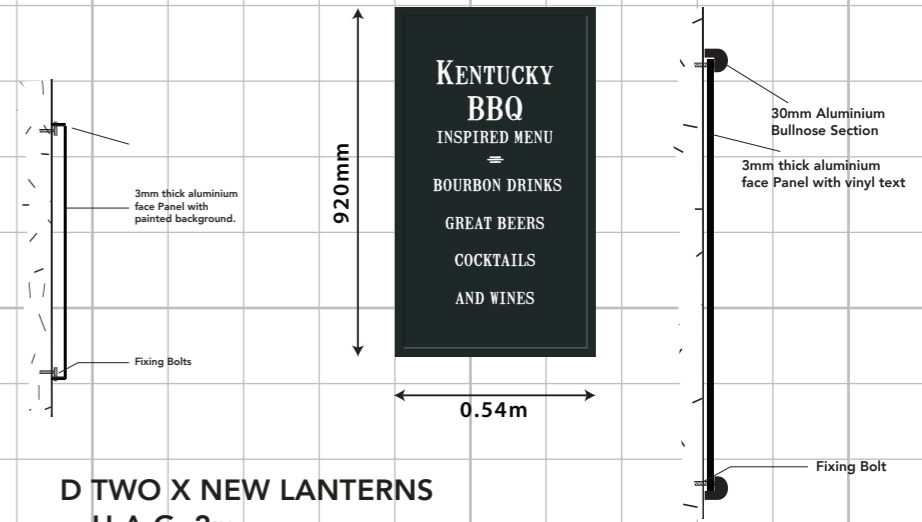 3mm thick aluminium
face Panel with
painted background.
Fixing Bolts
920mm
KENTUCKY
BBQ
INSPIRED MENU
BOURBON DRINKS
GREAT BEERS
COCKTAILS
AND WINES
0.54m
30mm Aluminium
Bullnose Section
3mm thick aluminium
face Panel with vinyl text
Fixing Bolt
D TWO X NEW LANTERNS